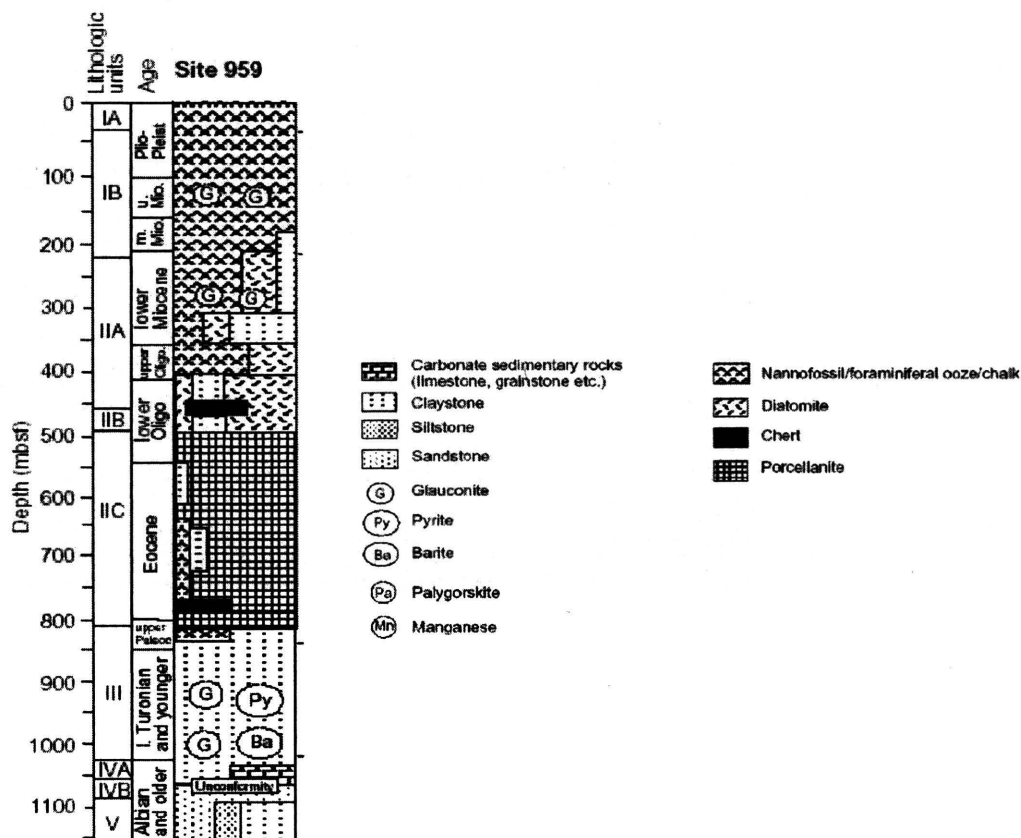 Lithologic
units
Age
Site 959
Depth (mbsf)
0
100
200
300
400
500
600
700
800
900
1000
1100
IA
IB
IIA
IIB
IIC
III
IVA
IVB
V
Plio-
Pleist
u.
Mio.
m.
Mio.
lower
Miocene
upper
Oligo.
lower
Oligo
Eocene
upper
Paleoc
l. Turonian
and younger
Albian
and older
G G
G G
G Py
G Ba
Unconformity
Carbonate sedimentary rocks
(limestone, grainstone etc.)
Claystone
Siltstone
Sandstone
G Glauconite
Py Pyrite
Ba Barite
Pa Palygorskite
Mn Manganese
Nannofossil/foraminiferal ooze/chalk
Diatomite
Chert
Porcellanite